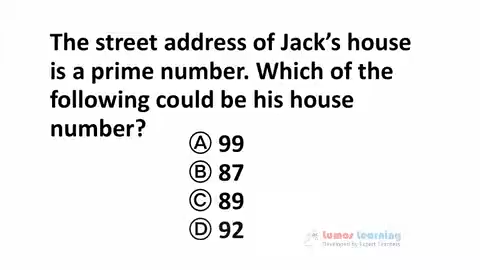 The street address of Jack’s house
is a prime number. Which of the
following could be his house
number?
Ⓐ 99
Ⓑ 87
Ⓒ 89
Ⓓ 92
Lumos Learning
Developed by Expert Teachers